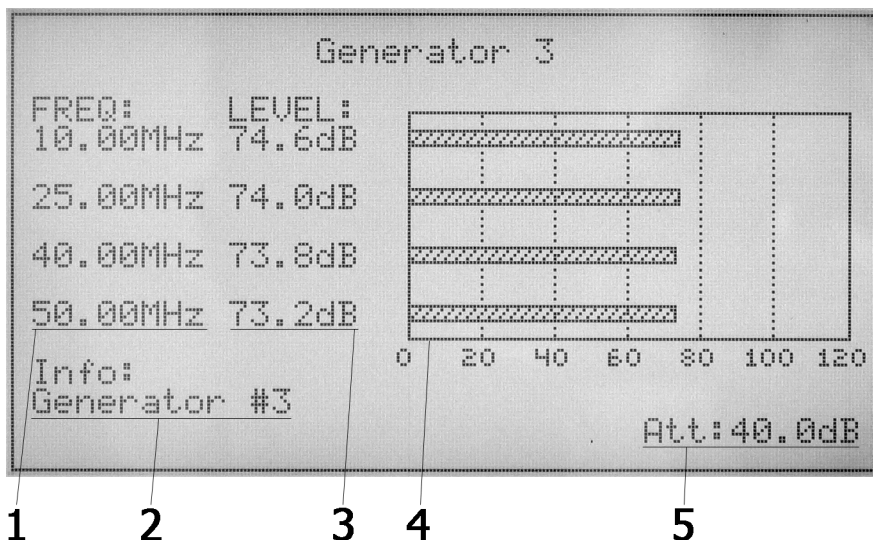 Generator 3
FREQ: LEVEL:
10.00MHz 74.6dB
25.00MHz 74.0dB
40.00MHz 73.8dB
50.00MHz 73.2dB
0 20 40 60 80 100 120
Info:
Generator #3
Att:40.0dB
1 2 3 4 5